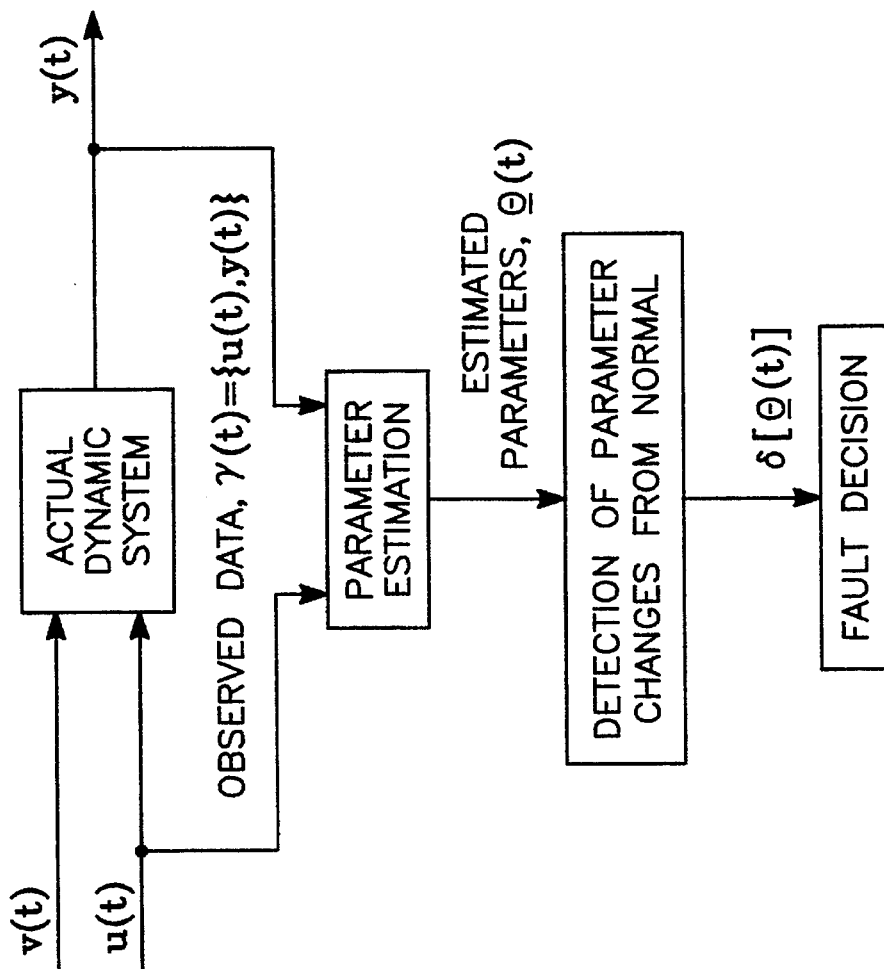 v(t)
u(t)
ACTUAL
DYNAMIC
SYSTEM
y(t)
OBSERVED DATA, γ(t)={u(t),y(t)}
PARAMETER
ESTIMATION
ESTIMATED
PARAMETERS, Θ̲(t)
DETECTION OF PARAMETER
CHANGES FROM NORMAL
δ[Θ̲(t)]
FAULT DECISION